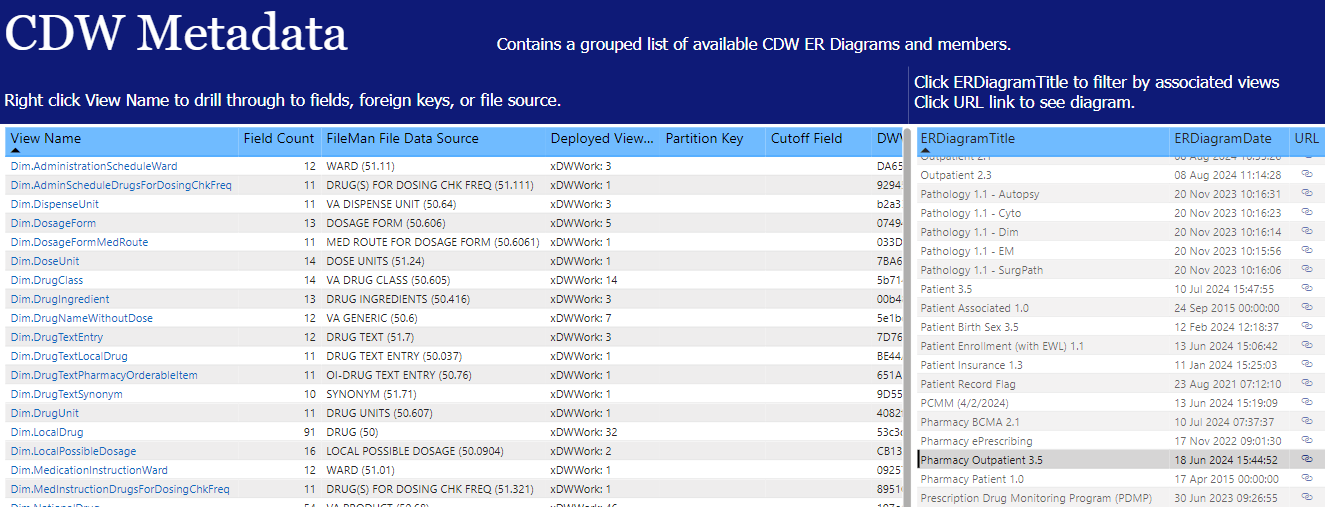 CDW Metadata
Contains a grouped list of available CDW ER Diagrams and members.
Right click View Name to drill through to fields, foreign keys, or file source.
Click ERDiagramTitle to filter by associated views
Click URL link to see diagram.
View Name Field Count FileMan File Data Source Deployed View... Partition Key Cutoff Field DWV
Dim.AdministrationScheduleWard 12 WARD (51.11) xDWWork: 3 DA65
Dim.AdminScheduleDrugsForDosingChkFreq 11 DRUG(S) FOR DOSING CHK FREQ (51.111) xDWWork: 1 9294
Dim.DispenseUnit 11 VA DISPENSE UNIT (50.64) xDWWork: 3 b2a3
Dim.DosageForm 13 DOSAGE FORM (50.606) xDWWork: 5 0749
Dim.DosageFormMedRoute 11 MED ROUTE FOR DOSAGE FORM (50.6061) xDWWork: 1 033D
Dim.DoseUnit 14 DOSE UNITS (51.24) xDWWork: 1 7BA6
Dim.DrugClass 14 VA DRUG CLASS (50.605) xDWWork: 14 5b71
Dim.DrugIngredient 13 DRUG INGREDIENTS (50.416) xDWWork: 3 00b4
Dim.DrugNameWithoutDose 12 VA GENERIC (50.6) xDWWork: 7 5e1b
Dim.DrugTextEntry 12 DRUG TEXT (51.7) xDWWork: 3 7D76
Dim.DrugTextLocalDrug 11 DRUG TEXT ENTRY (50.037) xDWWork: 1 BE44
Dim.DrugTextPharmacyOrderableItem 11 OI-DRUG TEXT ENTRY (50.76) xDWWork: 1 651A
Dim.DrugTextSynonym 10 SYNONYM (51.71) xDWWork: 1 9D55
Dim.DrugUnit 11 DRUG UNITS (50.607) xDWWork: 1 4082
Dim.LocalDrug 91 DRUG (50) xDWWork: 32 53c3
Dim.LocalPossibleDosage 16 LOCAL POSSIBLE DOSAGE (50.0904) xDWWork: 2 CB13
Dim.MedicationInstructionWard 12 WARD (51.01) xDWWork: 1 0925
Dim.MedInstructionDrugsForDosingChkFreq 11 DRUG(S) FOR DOSING CHK FREQ (51.321) xDWWork: 1 8951
ERDiagramTitle ERDiagramDate URL
Outpatient 2.3 08 Aug 2024 11:14:28
Pathology 1.1 - Autopsy 20 Nov 2023 10:16:31
Pathology 1.1 - Cyto 20 Nov 2023 10:16:23
Pathology 1.1 - Dim 20 Nov 2023 10:16:14
Pathology 1.1 - EM 20 Nov 2023 10:15:56
Pathology 1.1 - SurgPath 20 Nov 2023 10:16:06
Patient 3.5 10 Jul 2024 15:47:55
Patient Associated 1.0 24 Sep 2015 00:00:00
Patient Birth Sex 3.5 12 Feb 2024 12:18:37
Patient Enrollment (with EWL) 1.1 13 Jun 2024 15:06:42
Patient Insurance 1.3 11 Jan 2024 15:25:03
Patient Record Flag 23 Aug 2021 07:12:10
PCMM (4/2/2024) 13 Jun 2024 15:19:09
Pharmacy BCMA 2.1 10 Jul 2024 07:37:37
Pharmacy ePrescribing 17 Nov 2022 09:01:30
Pharmacy Outpatient 3.5 18 Jun 2024 15:44:52
Pharmacy Patient 1.0 17 Apr 2015 00:00:00
Prescription Drug Monitoring Program (PDMP) 30 Jun 2023 09:26:55